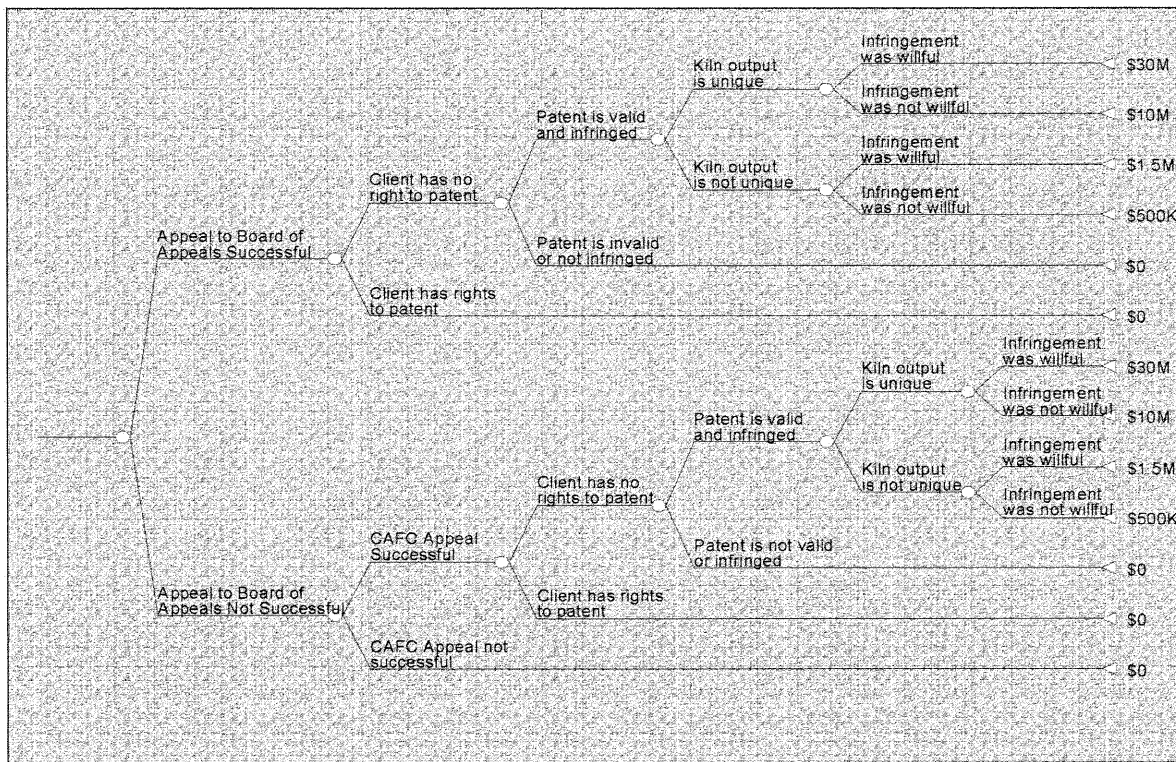 Infringement
was willful
$30M
Kiln output
is unique
Infringement
was not willful
$10M
Patent is valid
and infringed
Infringement
was willful
$1.5M
Kiln output
is not unique
Infringement
was not willful
$500K
Client has no
right to patent
Patent is invalid
or not infringed
$0
Appeal to Board of
Appeals Successful
Client has rights
to patent
$0
Infringement
was willful
$30M
Kiln output
is unique
Infringement
was not willful
$10M
Patent is valid
and infringed
Infringement
was willful
$1.5M
Kiln output
is not unique
Infringement
was not willful
$500K
Client has no
rights to patent
Patent is not valid
or infringed
$0
CAFC Appeal
Successful
Client has rights
to patent
$0
Appeal to Board of
Appeals Not Successful
CAFC Appeal not
successful
$0